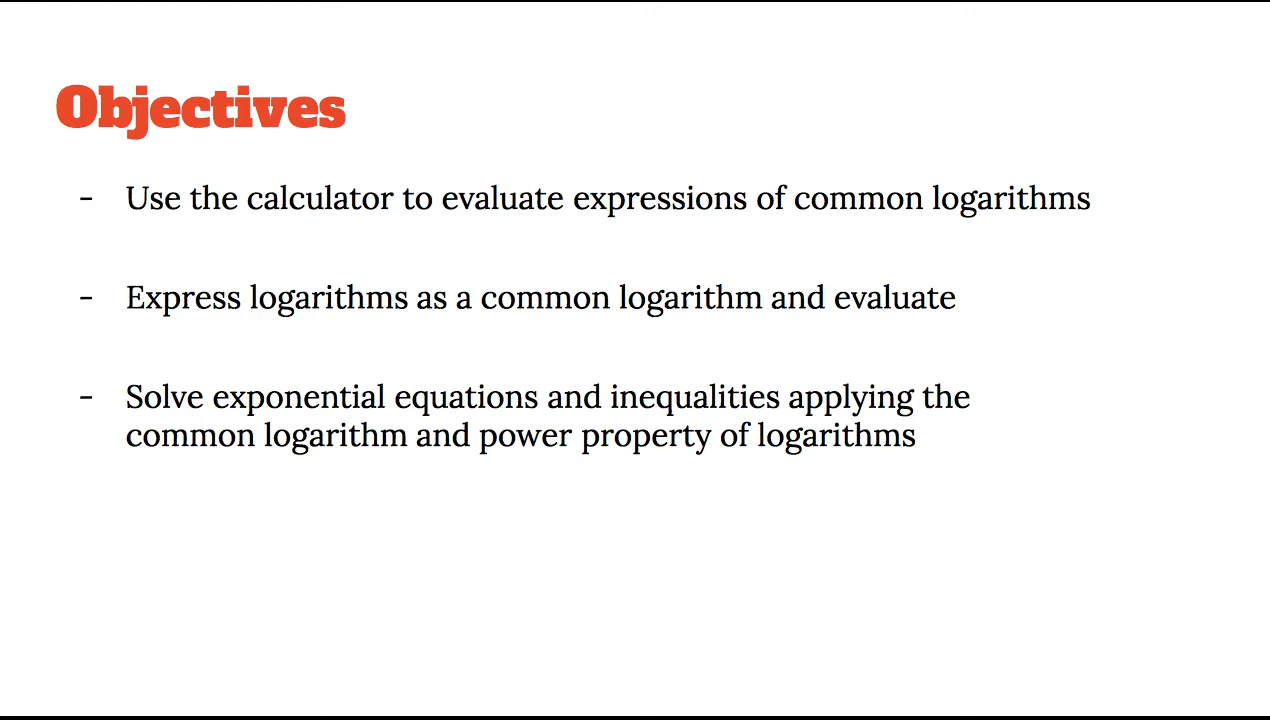 Objectives
- Use the calculator to evaluate expressions of common logarithms
- Express logarithms as a common logarithm and evaluate
- Solve exponential equations and inequalities applying the
common logarithm and power property of logarithms